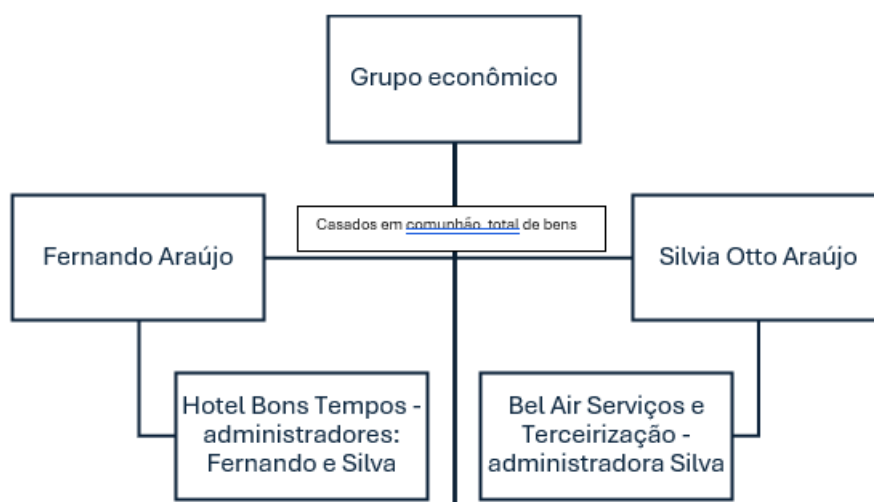 Grupo econômico
Casados em comunhão total de bens
Fernando Araújo
Silvia Otto Araújo
Hotel Bons Tempos -
administradores:
Fernando e Silva
Bel Air Serviços e
Terceirização -
administradora Silva